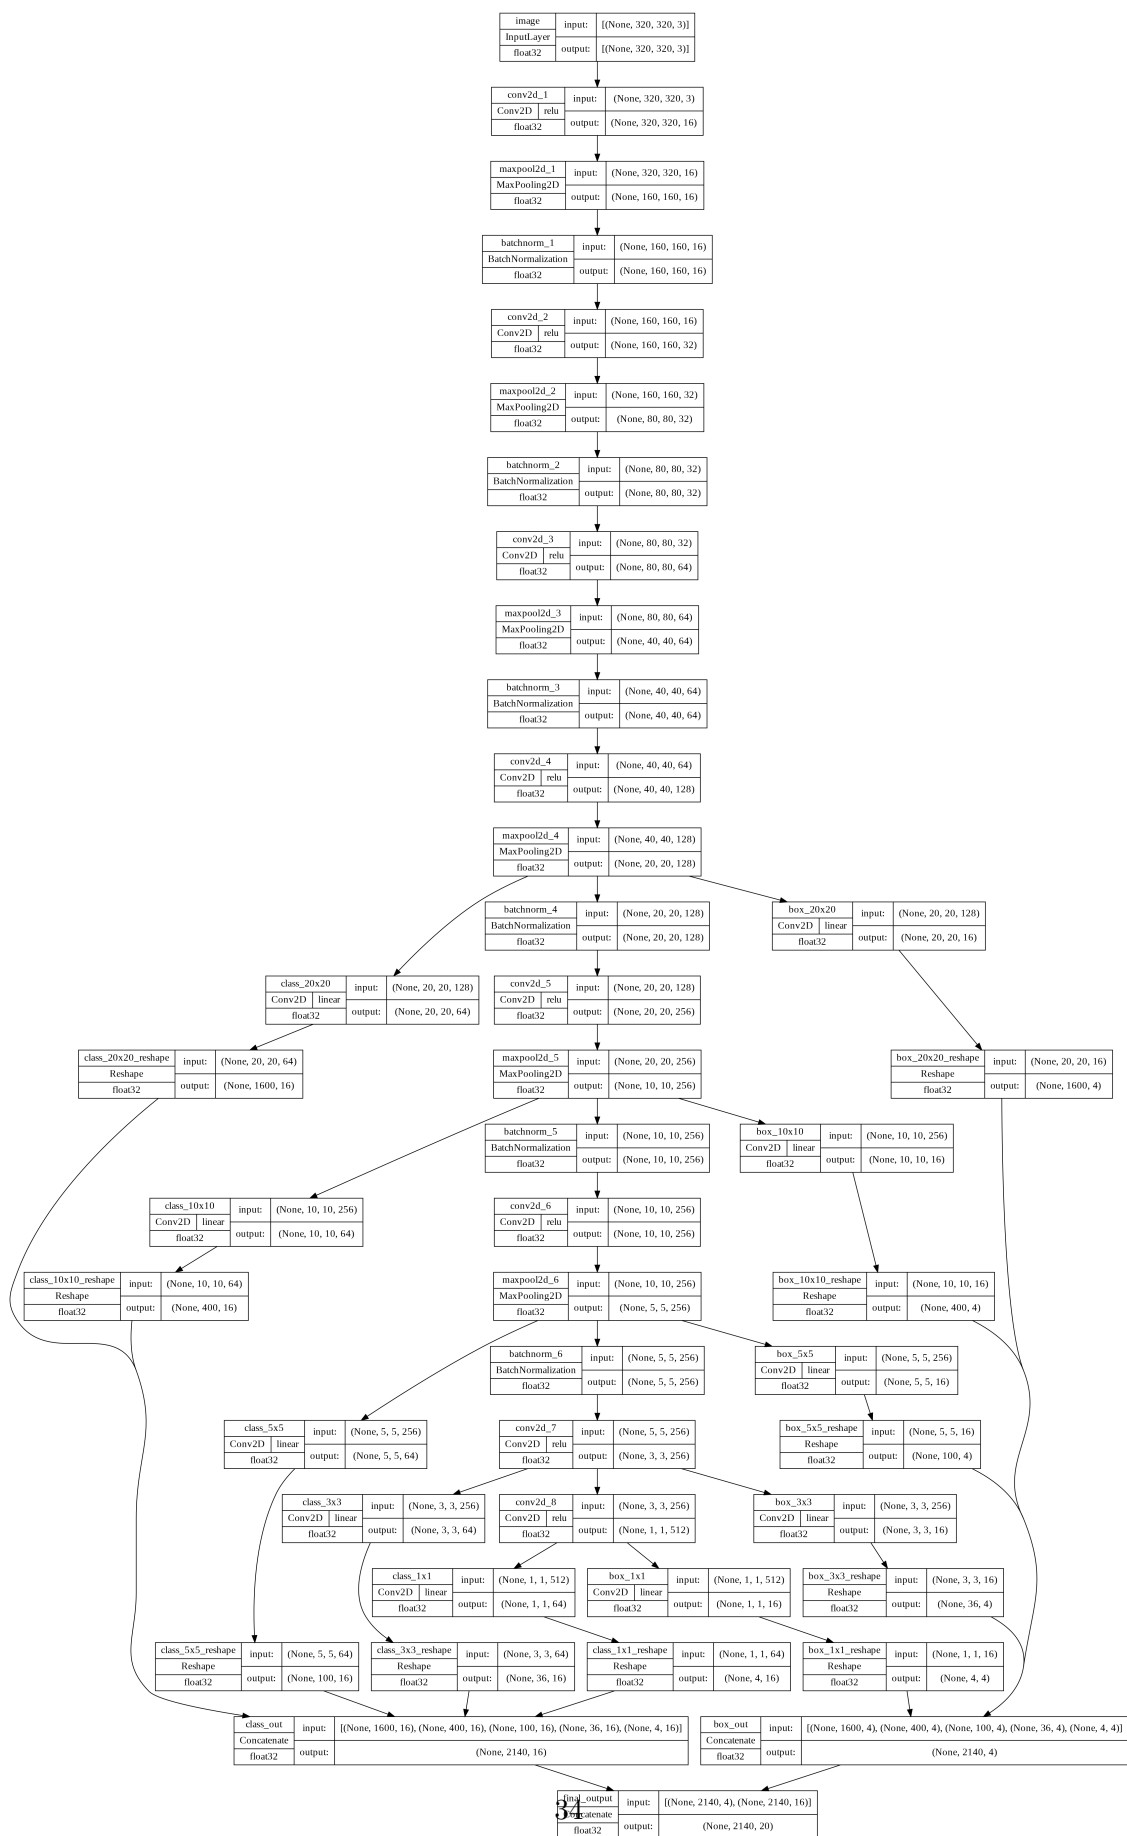 image
InputLayer
float32
input:
[(None, 320, 320, 3)]
output:
[(None, 320, 320, 3)]
conv2d_1
Conv2D relu
float32
input:
(None, 320, 320, 3)
output:
(None, 320, 320, 16)
maxpool2d_1
MaxPooling2D
float32
input:
(None, 320, 320, 16)
output:
(None, 160, 160, 16)
batchnorm_1
BatchNormalization
float32
input:
(None, 160, 160, 16)
output:
(None, 160, 160, 16)
conv2d_2
Conv2D relu
float32
input:
(None, 160, 160, 16)
output:
(None, 160, 160, 32)
maxpool2d_2
MaxPooling2D
float32
input:
(None, 160, 160, 32)
output:
(None, 80, 80, 32)
batchnorm_2
BatchNormalization
float32
input:
(None, 80, 80, 32)
output:
(None, 80, 80, 32)
conv2d_3
Conv2D relu
float32
input:
(None, 80, 80, 32)
output:
(None, 80, 80, 64)
maxpool2d_3
MaxPooling2D
float32
input:
(None, 80, 80, 64)
output:
(None, 40, 40, 64)
batchnorm_3
BatchNormalization
float32
input:
(None, 40, 40, 64)
output:
(None, 40, 40, 64)
conv2d_4
Conv2D relu
float32
input:
(None, 40, 40, 64)
output:
(None, 40, 40, 128)
maxpool2d_4
MaxPooling2D
float32
input:
(None, 40, 40, 128)
output:
(None, 20, 20, 128)
batchnorm_4
BatchNormalization
float32
input:
(None, 20, 20, 128)
output:
(None, 20, 20, 128)
box_20x20
Conv2D linear
float32
input:
(None, 20, 20, 128)
output:
(None, 20, 20, 16)
class_20x20
Conv2D linear
float32
input:
(None, 20, 20, 128)
output:
(None, 20, 20, 64)
conv2d_5
Conv2D relu
float32
input:
(None, 20, 20, 128)
output:
(None, 20, 20, 256)
class_20x20_reshape
Reshape
float32
input:
(None, 20, 20, 64)
output:
(None, 1600, 16)
maxpool2d_5
MaxPooling2D
float32
input:
(None, 20, 20, 256)
output:
(None, 10, 10, 256)
box_20x20_reshape
Reshape
float32
input:
(None, 20, 20, 16)
output:
(None, 1600, 4)
batchnorm_5
BatchNormalization
float32
input:
(None, 10, 10, 256)
output:
(None, 10, 10, 256)
box_10x10
Conv2D linear
float32
input:
(None, 10, 10, 256)
output:
(None, 10, 10, 16)
class_10x10
Conv2D linear
float32
input:
(None, 10, 10, 256)
output:
(None, 10, 10, 64)
conv2d_6
Conv2D relu
float32
input:
(None, 10, 10, 256)
output:
(None, 10, 10, 256)
class_10x10_reshape
Reshape
float32
input:
(None, 10, 10, 64)
output:
(None, 400, 16)
maxpool2d_6
MaxPooling2D
float32
input:
(None, 10, 10, 256)
output:
(None, 5, 5, 256)
box_10x10_reshape
Reshape
float32
input:
(None, 10, 10, 16)
output:
(None, 400, 4)
batchnorm_6
BatchNormalization
float32
input:
(None, 5, 5, 256)
output:
(None, 5, 5, 256)
box_5x5
Conv2D linear
float32
input:
(None, 5, 5, 256)
output:
(None, 5, 5, 16)
class_5x5
Conv2D linear
float32
input:
(None, 5, 5, 256)
output:
(None, 5, 5, 64)
conv2d_7
Conv2D relu
float32
input:
(None, 5, 5, 256)
output:
(None, 3, 3, 256)
box_5x5_reshape
Reshape
float32
input:
(None, 5, 5, 16)
output:
(None, 100, 4)
class_3x3
Conv2D linear
float32
input:
(None, 3, 3, 256)
output:
(None, 3, 3, 64)
conv2d_8
Conv2D relu
float32
input:
(None, 3, 3, 256)
output:
(None, 1, 1, 512)
box_3x3
Conv2D linear
float32
input:
(None, 3, 3, 256)
output:
(None, 3, 3, 16)
class_1x1
Conv2D linear
float32
input:
(None, 1, 1, 512)
output:
(None, 1, 1, 64)
box_1x1
Conv2D linear
float32
input:
(None, 1, 1, 512)
output:
(None, 1, 1, 16)
box_3x3_reshape
Reshape
float32
input:
(None, 3, 3, 16)
output:
(None, 36, 4)
class_5x5_reshape
Reshape
float32
input:
(None, 5, 5, 64)
output:
(None, 100, 16)
class_3x3_reshape
Reshape
float32
input:
(None, 3, 3, 64)
output:
(None, 36, 16)
class_1x1_reshape
Reshape
float32
input:
(None, 1, 1, 64)
output:
(None, 4, 16)
box_1x1_reshape
Reshape
float32
input:
(None, 1, 1, 16)
output:
(None, 4, 4)
class_out
Concatenate
float32
input:
[(None, 1600, 16), (None, 400, 16), (None, 100, 16), (None, 36, 16), (None, 4, 16)]
output:
(None, 2140, 16)
box_out
Concatenate
float32
input:
[(None, 1600, 4), (None, 400, 4), (None, 100, 4), (None, 36, 4), (None, 4, 4)]
output:
(None, 2140, 4)
final_output
Concatenate
float32
input:
[(None, 2140, 4), (None, 2140, 16)]
output:
(None, 2140, 20)
34